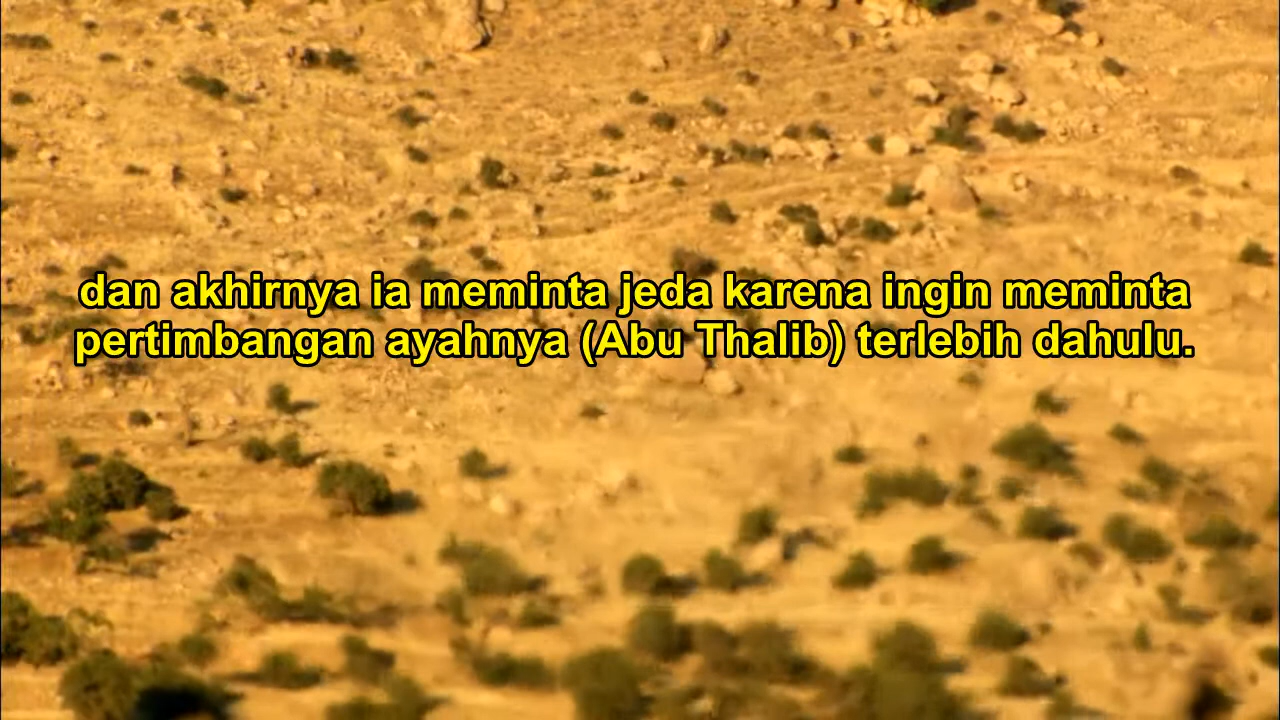 dan akhirnya ia meminta jeda karena ingin meminta
pertimbangan ayahnya (Abu Thalib) terlebih dahulu.